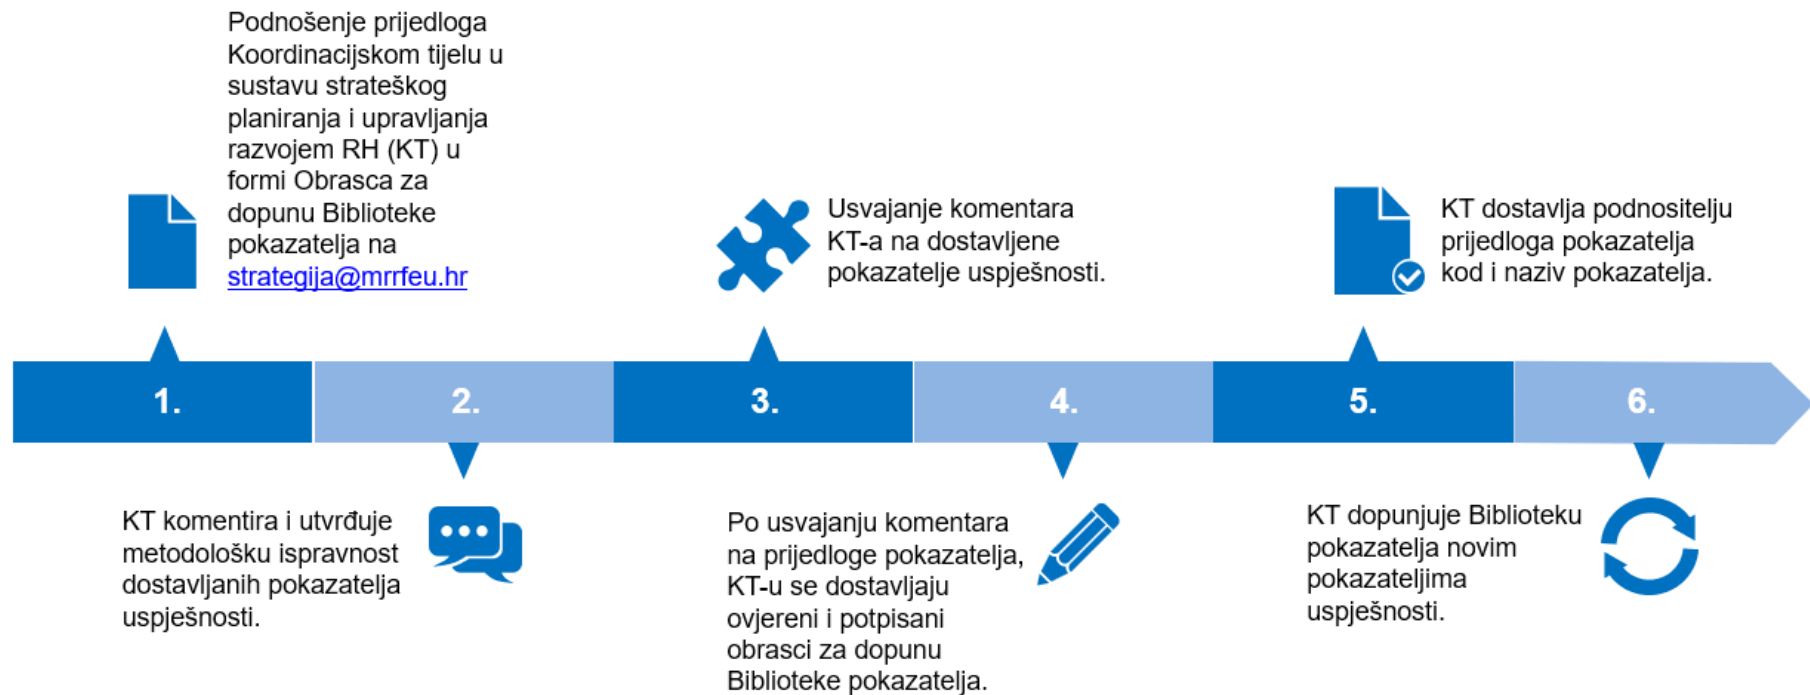 Podnošenje prijedloga
Koordinacijskom tijelu u
sustavu strateškog
planiranja i upravljanja
razvojem RH (KT) u
formi Obrasca za
dopunu Biblioteke
pokazatelja na
strategija@mrrfeu.hr
Usvajanje komentara
KT-a na dostavljene
pokazatelje uspješnosti.
KT dostavlja podnositelju
prijedloga pokazatelja
kod i naziv pokazatelja.
1.
2.
3.
4.
5.
6.
KT komentira i utvrđuje
metodološku ispravnost
dostavljanih pokazatelja
uspješnosti.
Po usvajanju komentara
na prijedloge pokazatelja,
KT-u se dostavljaju
ovjereni i potpisani
obrasci za dopunu
Biblioteke pokazatelja.
KT dopunjuje Biblioteku
pokazatelja novim
pokazateljima
uspješnosti.